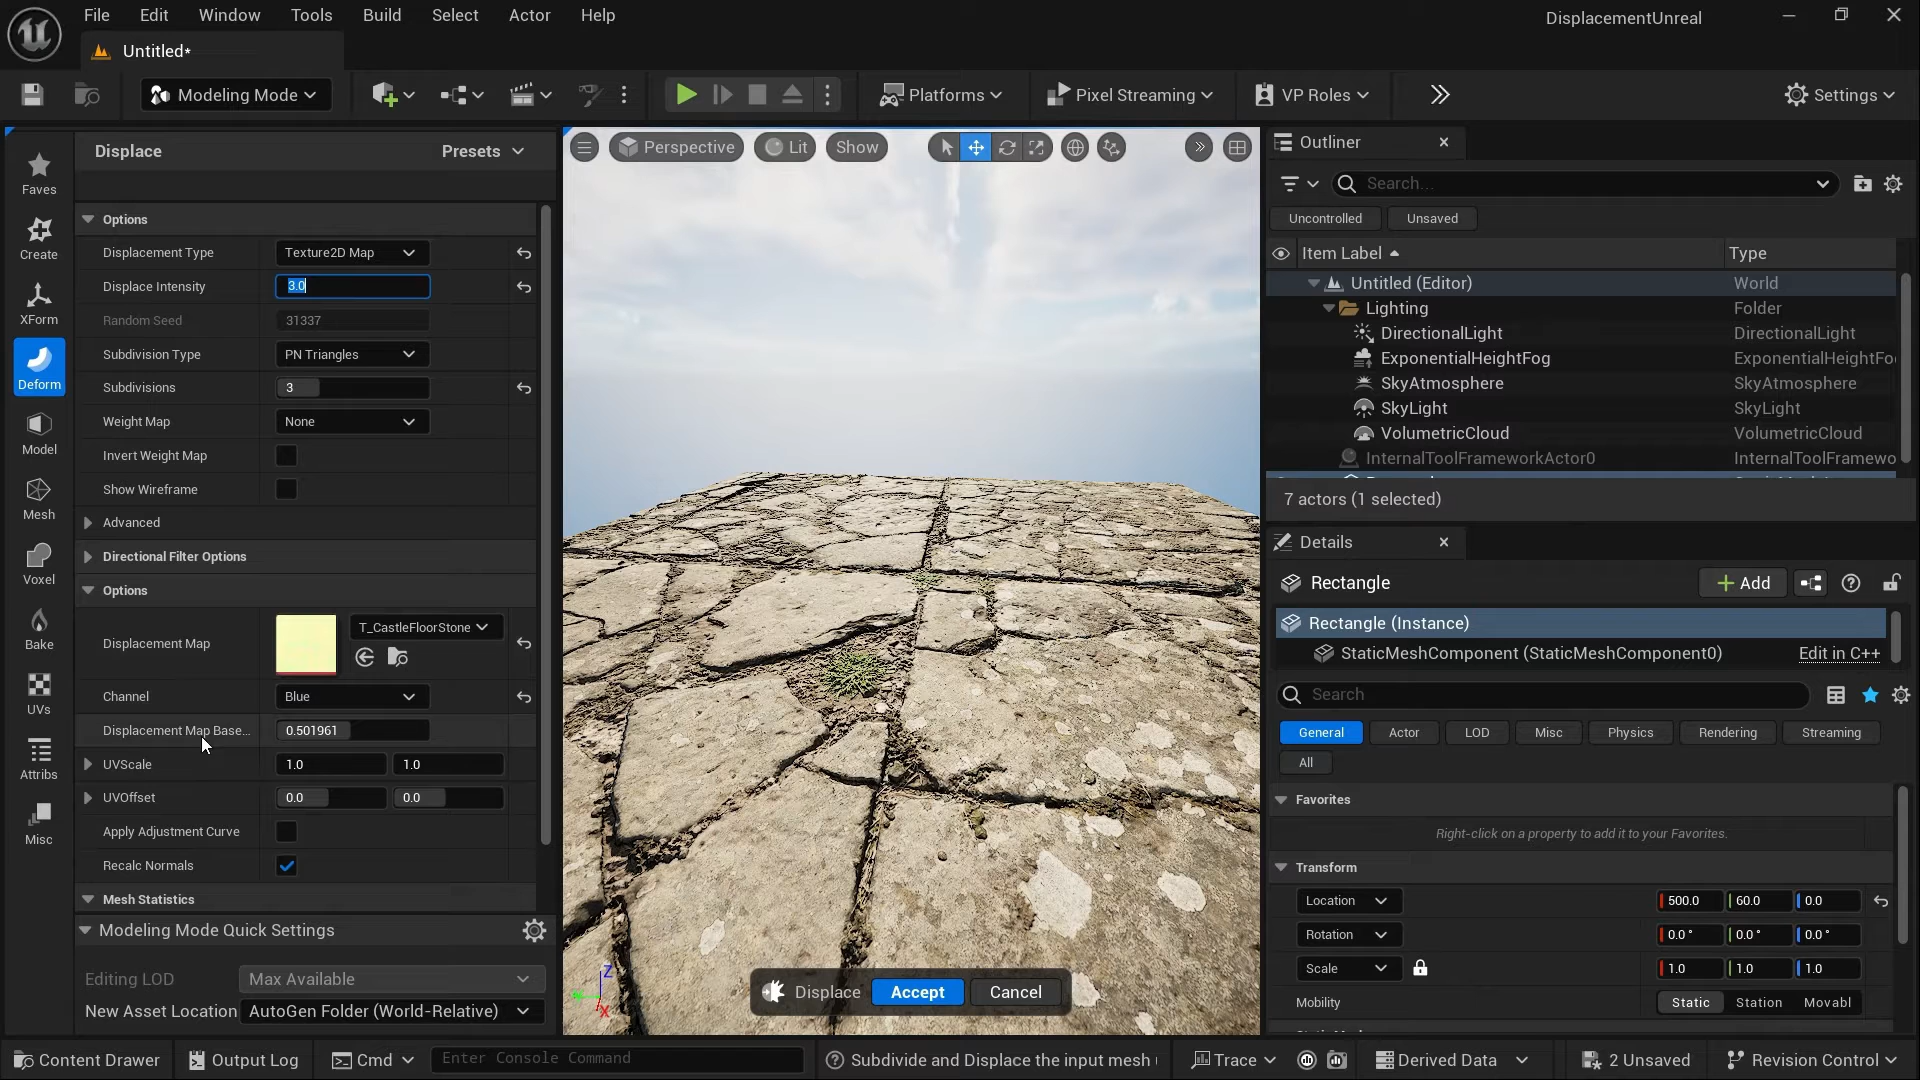 File Edit Window Tools Build Select Actor Help DisplacementUnreal
Untitled*
Modeling Mode Platforms Pixel Streaming VP Roles Settings
Displace Presets
Faves
Create
XForm
Deform
Model
Mesh
Voxel
Bake
UVs
Attribs
Misc
Options
Displacement Type Texture2D Map
Displace Intensity 3.0
Random Seed 31337
Subdivision Type PN Triangles
Subdivisions 3
Weight Map None
Invert Weight Map
Show Wireframe
Advanced
Directional Filter Options
Options
Displacement Map T_CastleFloorStone
Channel Blue
Displacement Map Base... 0.501961
UVScale 1.0 1.0
UVOffset 0.0 0.0
Apply Adjustment Curve
Recalc Normals
Mesh Statistics
Modeling Mode Quick Settings
Editing LOD Max Available
New Asset Location AutoGen Folder (World-Relative)
Perspective Lit Show
Z
X
Displace Accept Cancel
Outliner
Search...
Uncontrolled Unsaved
Item Label Type
Untitled (Editor) World
Lighting Folder
DirectionalLight DirectionalLight
ExponentialHeightFog ExponentialHeightFo
SkyAtmosphere SkyAtmosphere
SkyLight SkyLight
VolumetricCloud VolumetricCloud
InternalToolFrameworkActor0 InternalToolFramewo
7 actors (1 selected)
Details
Rectangle Add
Rectangle (Instance)
StaticMeshComponent (StaticMeshComponent0) Edit in C++
Search
General Actor LOD Misc Physics Rendering Streaming
All
Favorites
Right-click on a property to add it to your Favorites.
Transform
Location 500.0 60.0 0.0
Rotation 0.0 ° 0.0 ° 0.0 °
Scale 1.0 1.0 1.0
Mobility Static Station Movabl
Content Drawer Output Log Cmd Enter Console Command Subdivide and Displace the input mesh Trace Derived Data 2 Unsaved Revision Control